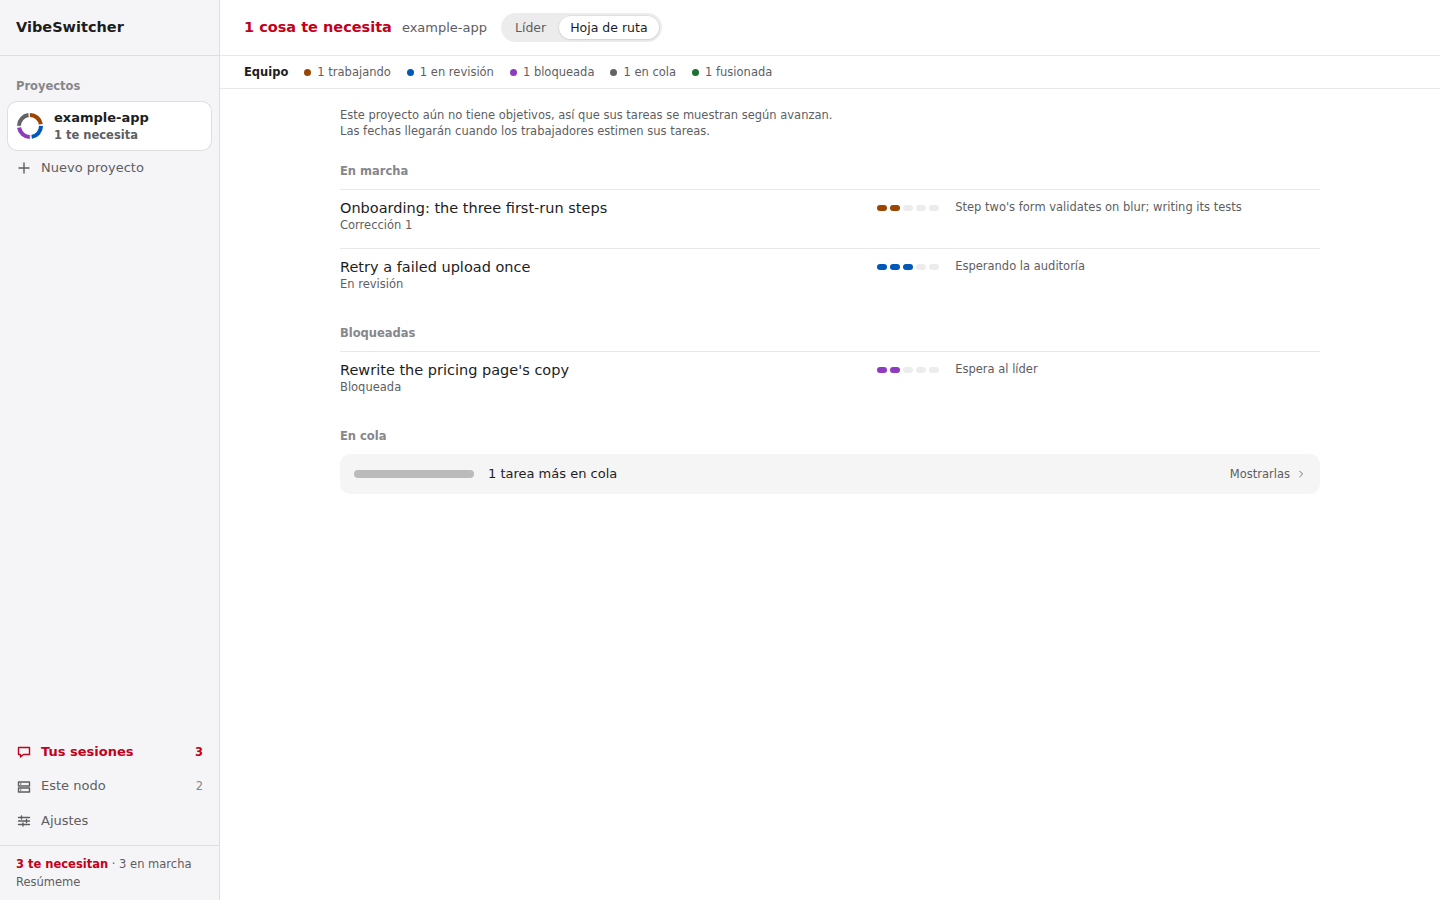 VibeSwitcher
Proyectos
example-app
1 te necesita
Nuevo proyecto
Tus sesiones 3
Este nodo 2
Ajustes
3 te necesitan · 3 en marcha
Resúmeme
1 cosa te necesita example-app Líder Hoja de ruta
Equipo 1 trabajando 1 en revisión 1 bloqueada 1 en cola 1 fusionada
Este proyecto aún no tiene objetivos, así que sus tareas se muestran según avanzan.
Las fechas llegarán cuando los trabajadores estimen sus tareas.
En marcha
Onboarding: the three first-run steps Step two's form validates on blur; writing its tests
Corrección 1
Retry a failed upload once Esperando la auditoría
En revisión
Bloqueadas
Rewrite the pricing page's copy Espera al líder
Bloqueada
En cola
1 tarea más en cola Mostrarlas